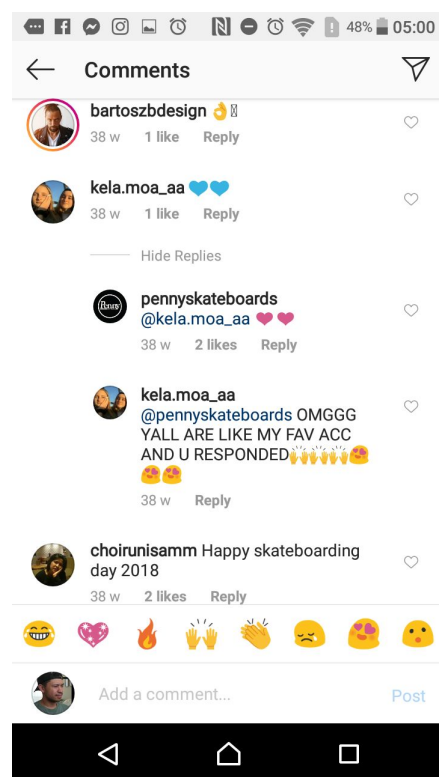 48% 05:00
Comments
bartoszbdesign 👌
38 w 1 like Reply
kela.moa_aa 💙💙
38 w 1 like Reply
Hide Replies
pennyskateboards
@kela.moa_aa ❤❤
38 w 2 likes Reply
kela.moa_aa
@pennyskateboards OMGGG
YALL ARE LIKE MY FAV ACC
AND U RESPONDED🙌🙌🙌🙌😍
😍😍
38 w Reply
choirunisamm Happy skateboarding
day 2018
38 w 2 likes Reply
😂 💖 🔥 🙌 👏 😢 😍 😮
Add a comment... Post